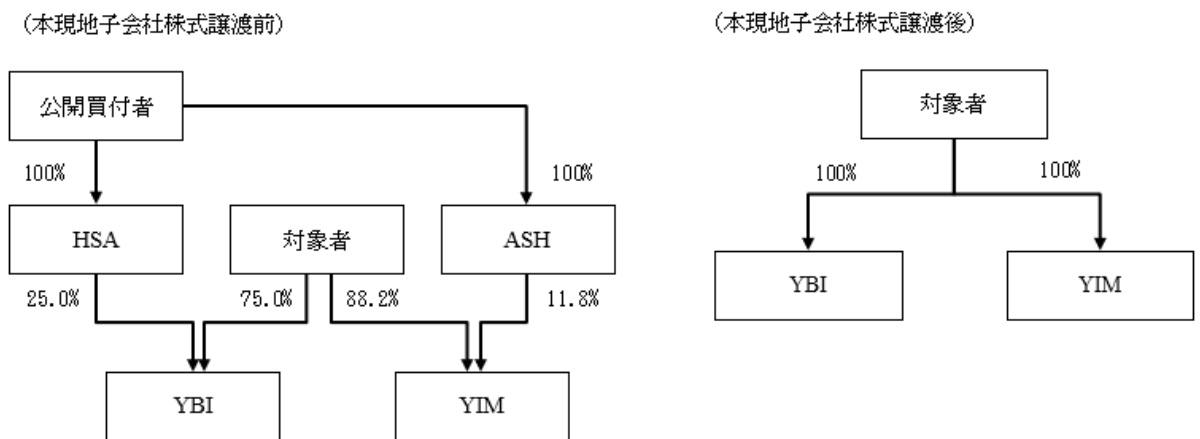 (本現地子会社株式譲渡前)
公開買付者
100%
100%
HSA
対象者
ASH
25.0%
75.0%
88.2%
11.8%
YBI
YIM
(本現地子会社株式譲渡後)
対象者
100%
100%
YBI
YIM